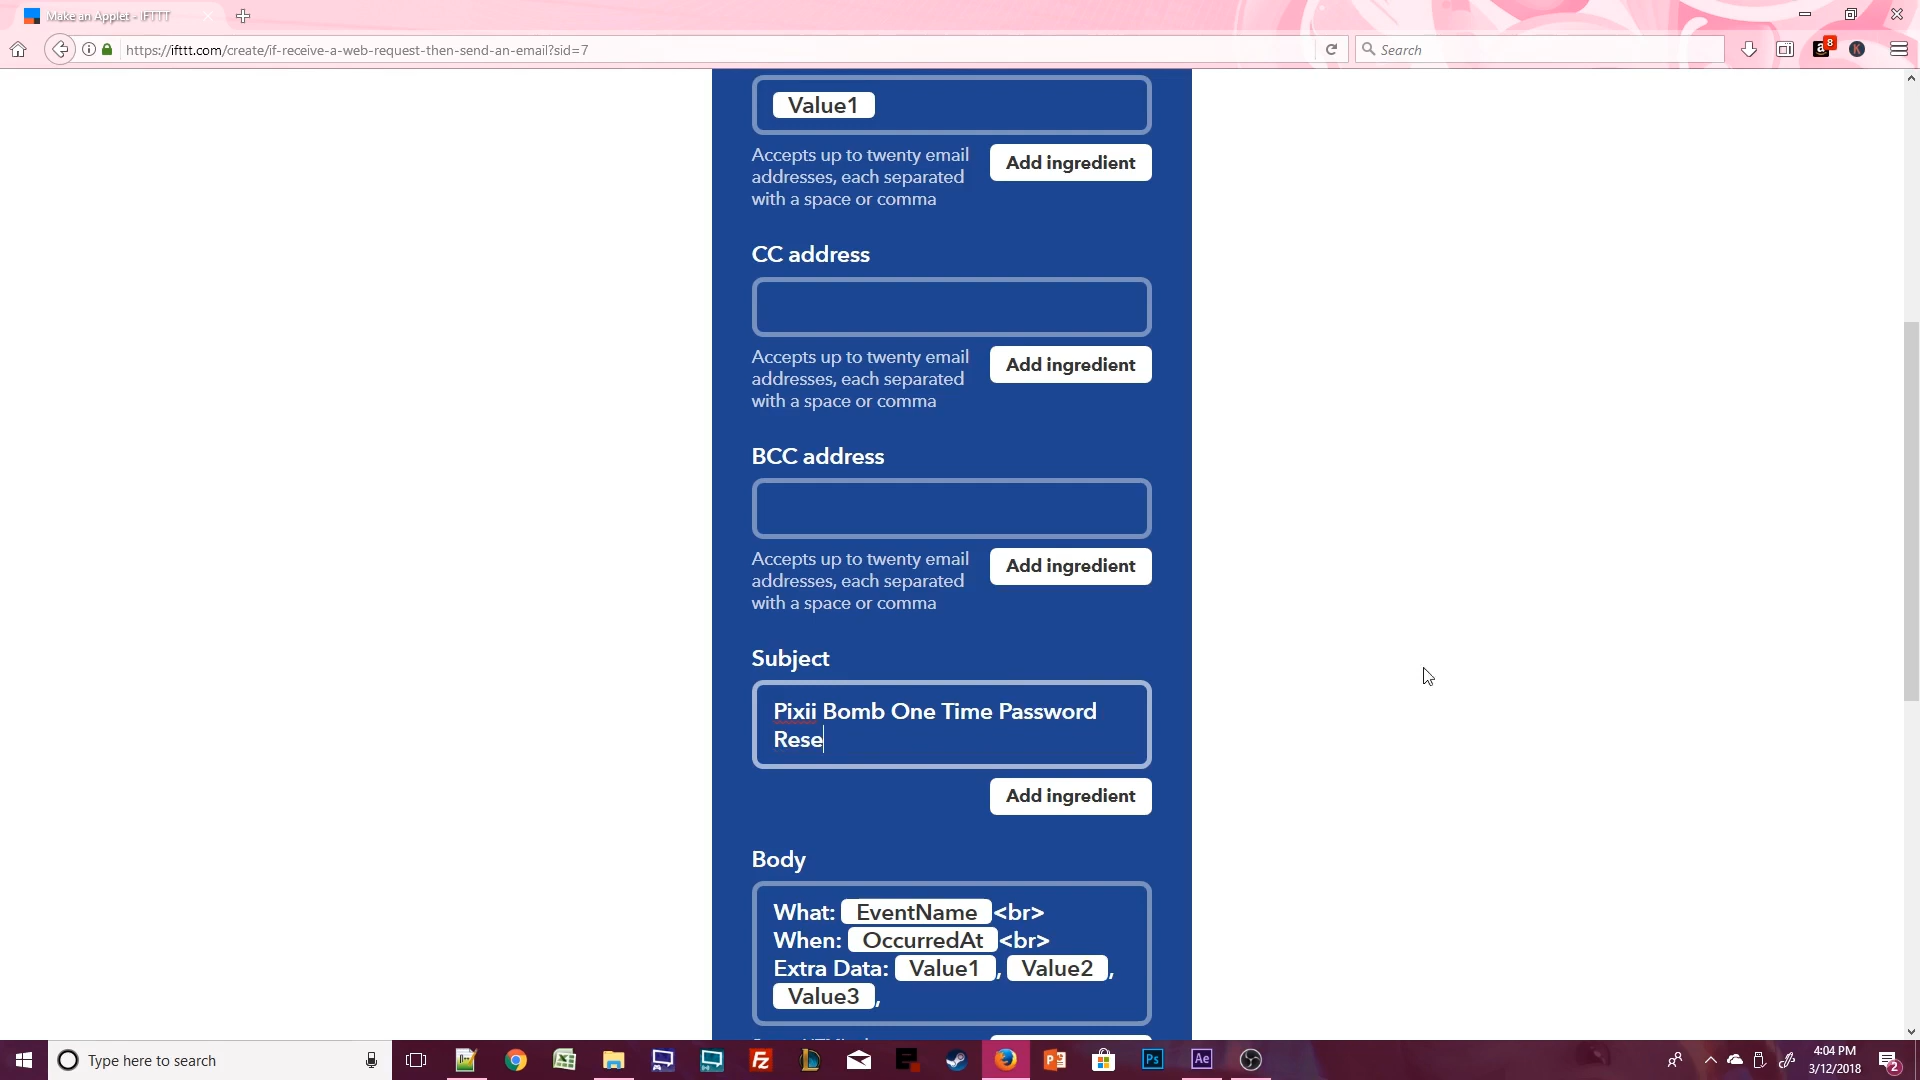 Make an Applet - IFTTT
https://ifttt.com/create/if-receive-a-web-request-then-send-an-email?sid=7
Search
8
Value1
Accepts up to twenty email
addresses, each separated
with a space or comma
Add ingredient
CC address
Accepts up to twenty email
addresses, each separated
with a space or comma
Add ingredient
BCC address
Accepts up to twenty email
addresses, each separated
with a space or comma
Add ingredient
Subject
Pixii Bomb One Time Password
Rese
Add ingredient
Body
What: EventName <br>
When: OccurredAt <br>
Extra Data: Value1, Value2,
Value3,
Type here to search
Ps
Ae
4:04 PM
3/12/2018
2